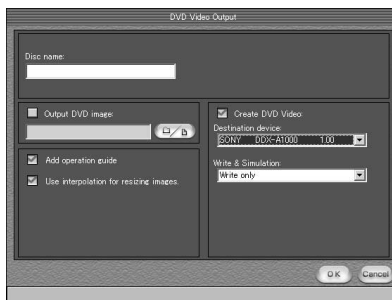 DVD Video Output
Disc name:
Output DVD image:
Add operation guide
Use interpolation for resizing images.
Create DVD Video:
Destination device:
SONY DDX-A1000 1.00
Write & Simulation:
Write only
OK
Cancel